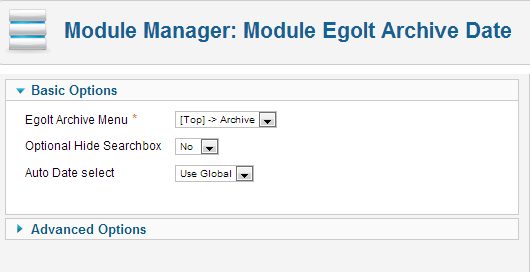 Module Manager: Module Egolt Archive Date
Basic Options
Egolt Archive Menu *
[Top] -> Archive
Optional Hide Searchbox
No
Auto Date select
Use Global
Advanced Options